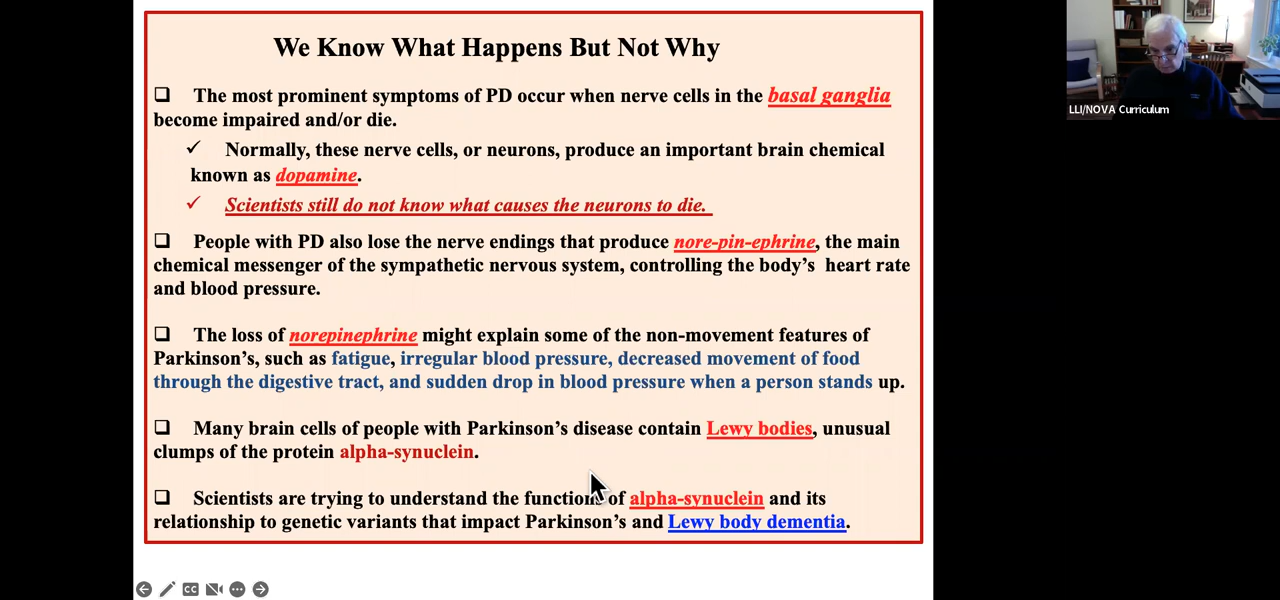 We Know What Happens But Not Why
The most prominent symptoms of PD occur when nerve cells in the basal ganglia
become impaired and/or die.
Normally, these nerve cells, or neurons, produce an important brain chemical
known as dopamine.
Scientists still do not know what causes the neurons to die.
People with PD also lose the nerve endings that produce nore-pin-ephrine, the main
chemical messenger of the sympathetic nervous system, controlling the body's heart rate
and blood pressure.
The loss of norepinephrine might explain some of the non-movement features of
Parkinson's, such as fatigue, irregular blood pressure, decreased movement of food
through the digestive tract, and sudden drop in blood pressure when a person stands up.
Many brain cells of people with Parkinson's disease contain Lewy bodies, unusual
clumps of the protein alpha-synuclein.
Scientists are trying to understand the functions of alpha-synuclein and its
relationship to genetic variants that impact Parkinson's and Lewy body dementia.
LLI/NOVA Curriculum
CC